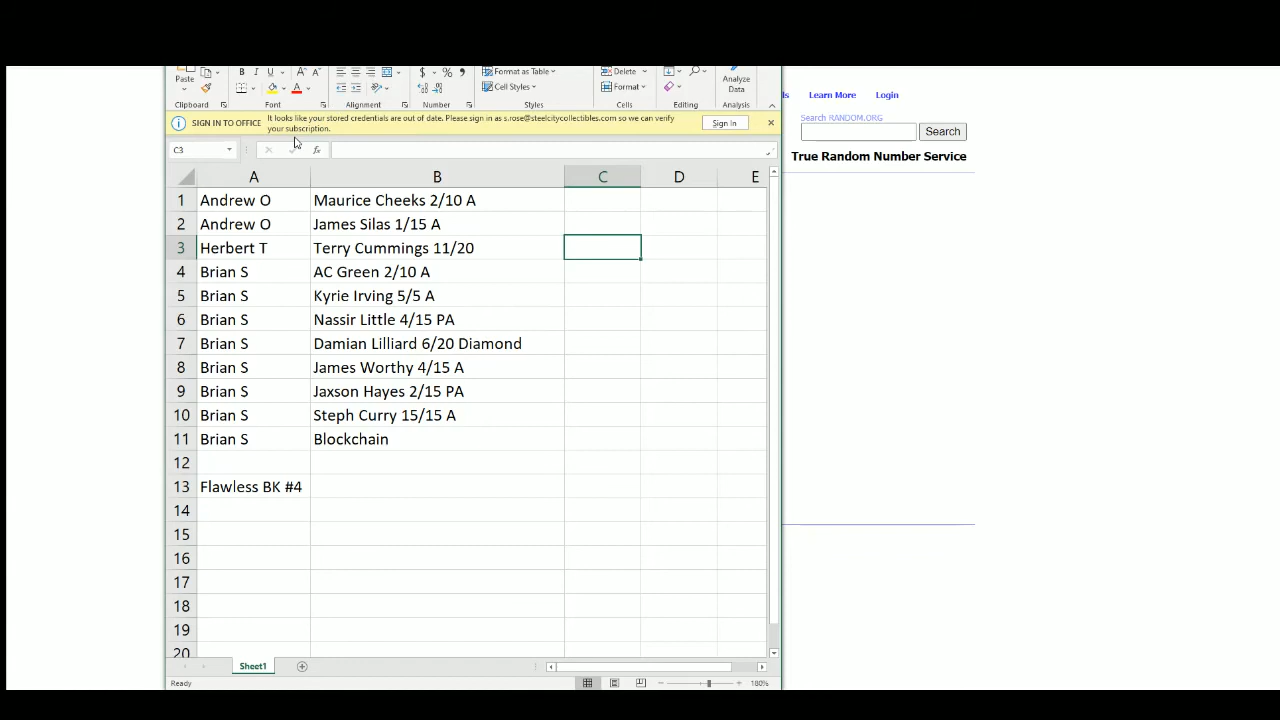 Paste B I U A A $ % , Format as Table Cell Styles Delete Format Analyze Data
Clipboard Font Alignment Number Styles Cells Editing Analysis
ls Learn More Login
Search RANDOM.ORG
Search
True Random Number Service
SIGN IN TO OFFICE It looks like your stored credentials are out of date. Please sign in as s.rose@steelcitycollectibles.com so we can verify
your subscription.
Sign In
C3 fx
A B C D E
1 Andrew O Maurice Cheeks 2/10 A
2 Andrew O James Silas 1/15 A
3 Herbert T Terry Cummings 11/20
4 Brian S AC Green 2/10 A
5 Brian S Kyrie Irving 5/5 A
6 Brian S Nassir Little 4/15 PA
7 Brian S Damian Lilliard 6/20 Diamond
8 Brian S James Worthy 4/15 A
9 Brian S Jaxson Hayes 2/15 PA
10 Brian S Steph Curry 15/15 A
11 Brian S Blockchain
12
13 Flawless BK #4
14
15
16
17
18
19
20
Sheet1
Ready 180%